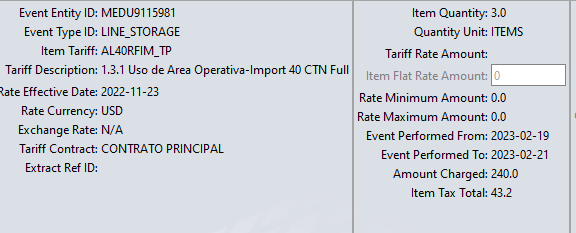 Event Entity ID: MEDU9115981
Event Type ID: LINE_STORAGE
Item Tariff: AL40RFIM_TP
Tariff Description: 1.3.1 Uso de Area Operativa-Import 40 CTN Full
Rate Effective Date: 2022-11-23
Rate Currency: USD
Exchange Rate: N/A
Tariff Contract: CONTRATO PRINCIPAL
Extract Ref ID:
Item Quantity: 3.0
Quantity Unit: ITEMS
Tariff Rate Amount:
Item Flat Rate Amount: 0
Rate Minimum Amount: 0.0
Rate Maximum Amount: 0.0
Event Performed From: 2023-02-19
Event Performed To: 2023-02-21
Amount Charged: 240.0
Item Tax Total: 43.2